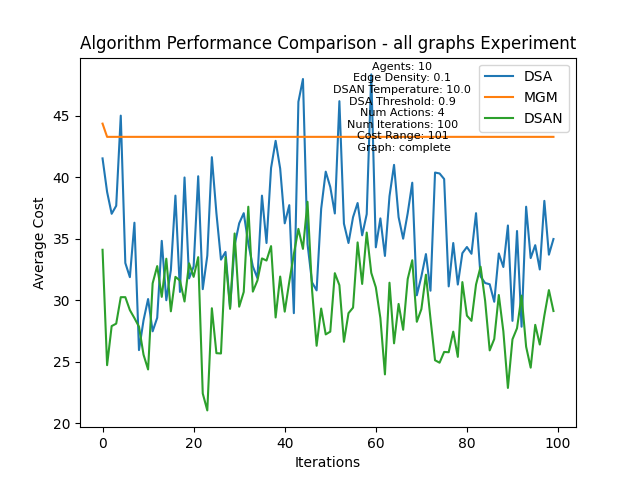 Algorithm Performance Comparison - all graphs Experiment
Agents: 10
Edge Density: 0.1
DSAN Temperature: 10.0
DSA Threshold: 0.9
Num Actions: 4
Num Iterations: 100
Cost Range: 101
Graph: complete
DSA
MGM
DSAN
45
40
35
30
25
20
Average Cost
0
20
40
60
80
100
Iterations